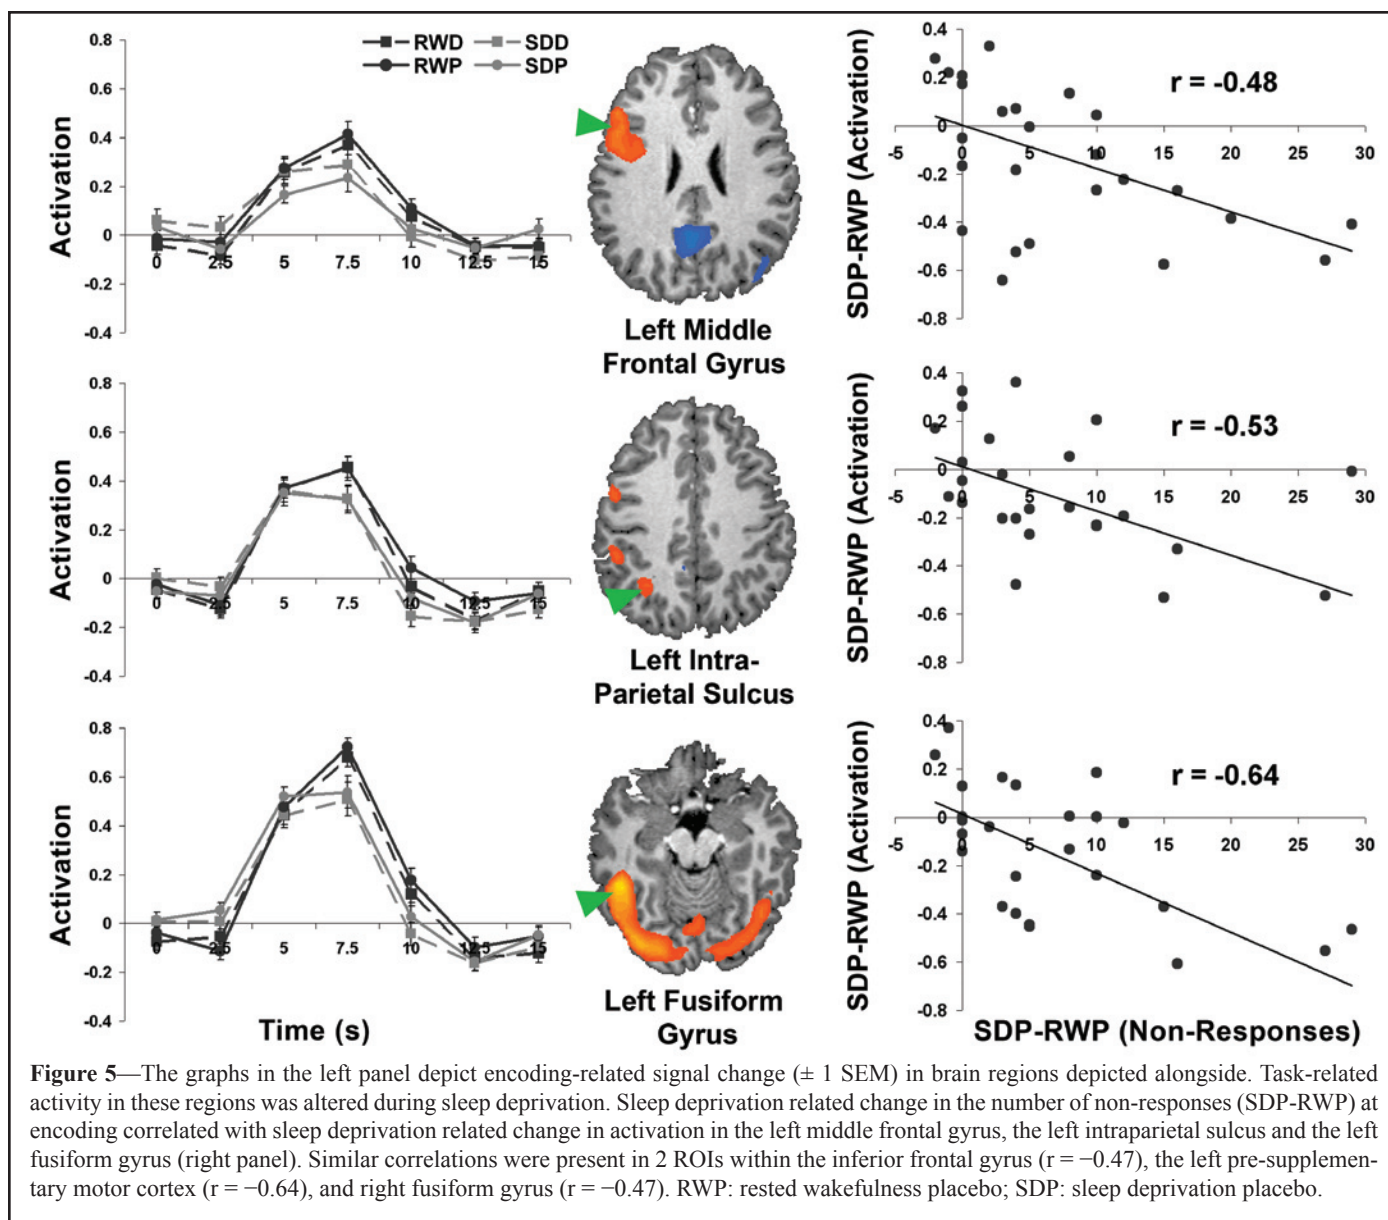 0.8
0.6
0.4
0.2
0
-0.2
-0.4
Activation
RWD SDD
RWP SDP
0 2.5 5 7.5 10 12.5 15
Left Middle
Frontal Gyrus
0.4
0.2
0
-0.2
-0.4
-0.6
-0.8
SDP-RWP (Activation)
r = -0.48
-5 0 5 10 15 20 25 30
0.8
0.6
0.4
0.2
0
-0.2
-0.4
Activation
0 2.5 5 7.5 10 12.5 15
Left Intra-
Parietal Sulcus
0.4
0.2
0
-0.2
-0.4
-0.6
-0.8
SDP-RWP (Activation)
r = -0.53
-5 0 5 10 15 20 25 30
0.8
0.6
0.4
0.2
0
-0.2
-0.4
Activation
0 2.5 5 7.5 10 12.5 15
Time (s)
Left Fusiform
Gyrus
0.4
0.2
0
-0.2
-0.4
-0.6
-0.8
SDP-RWP (Activation)
r = -0.64
-5 0 5 10 15 20 25 30
SDP-RWP (Non-Responses)
Figure 5—The graphs in the left panel depict encoding-related signal change (± 1 SEM) in brain regions depicted alongside. Task-related
activity in these regions was altered during sleep deprivation. Sleep deprivation related change in the number of non-responses (SDP-RWP) at
encoding correlated with sleep deprivation related change in activation in the left middle frontal gyrus, the left intraparietal sulcus and the left
fusiform gyrus (right panel). Similar correlations were present in 2 ROIs within the inferior frontal gyrus (r = −0.47), the left pre-supplemen-
tary motor cortex (r = −0.64), and right fusiform gyrus (r = −0.47). RWP: rested wakefulness placebo; SDP: sleep deprivation placebo.